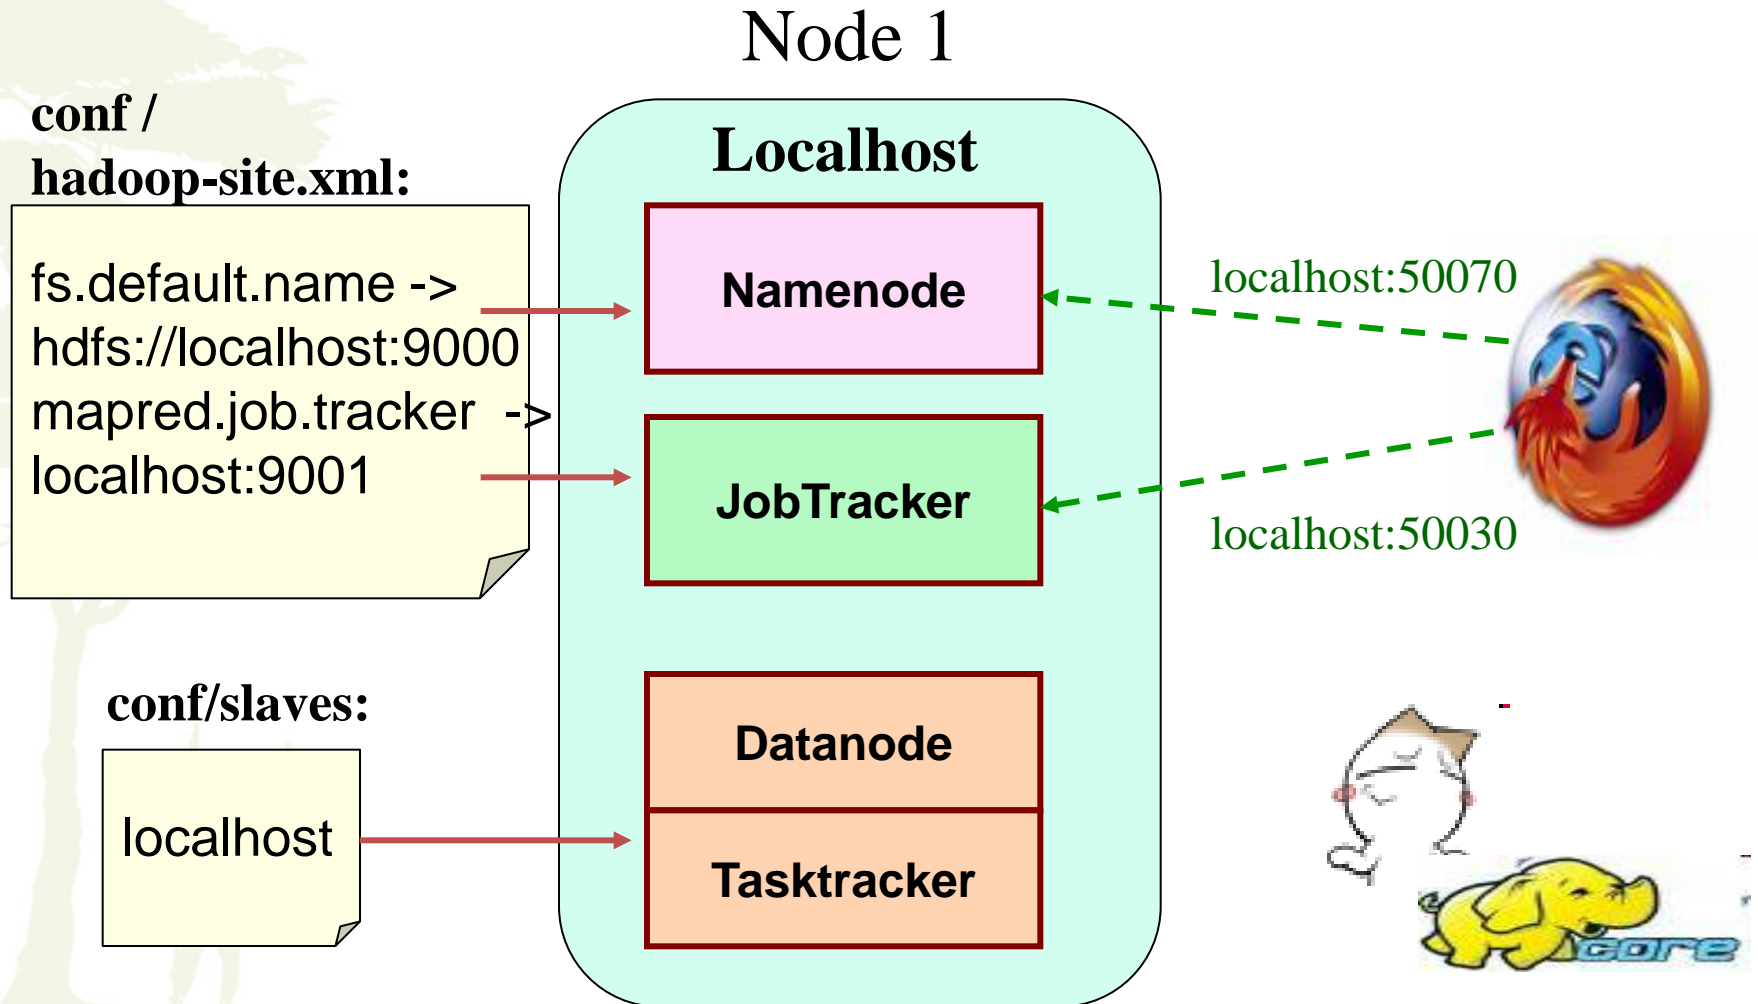 Node 1
conf /
hadoop-site.xml:
fs.default.name ->
hdfs://localhost:9000
mapred.job.tracker ->
localhost:9001
Localhost
Namenode
JobTracker
localhost:50070
localhost:50030
conf/slaves:
localhost
Datanode
Tasktracker
core